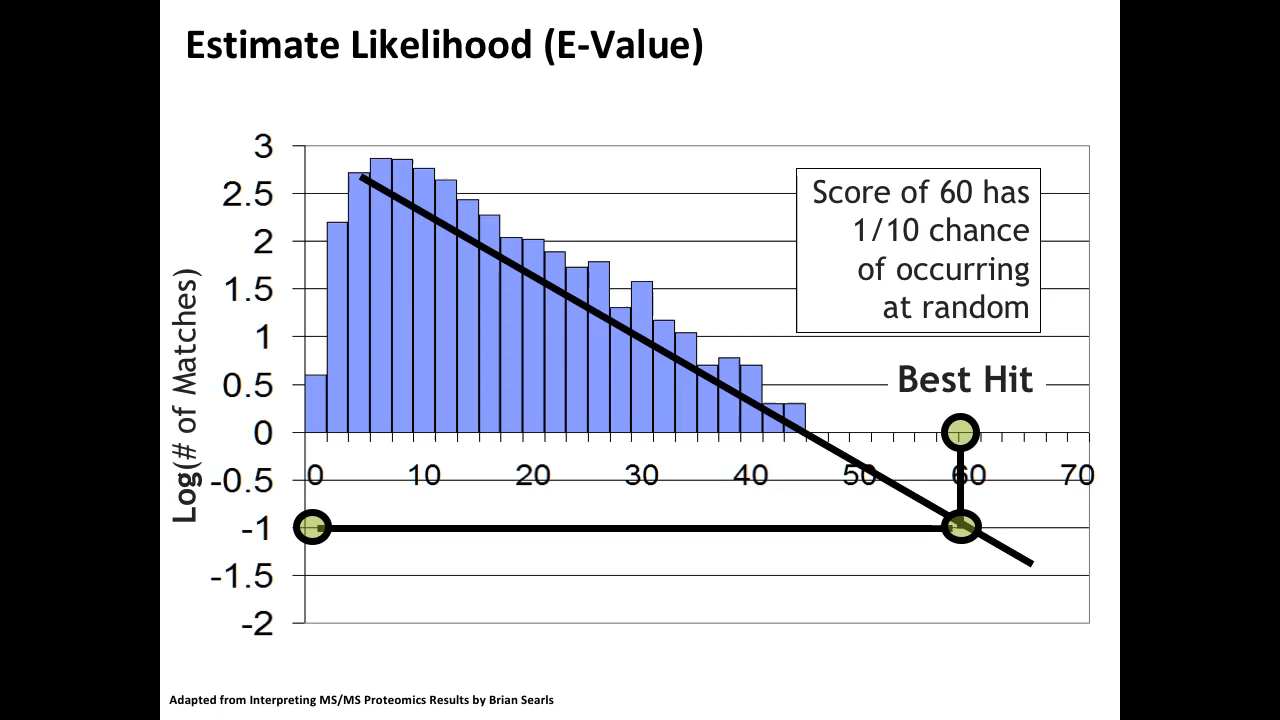 Estimate Likelihood (E-Value)
3
2.5
2
1.5
1
0.5
0
-0.5
-1
-1.5
-2
Log(# of Matches)
Score of 60 has
1/10 chance
of occurring
at random
Best Hit
0 10 20 30 40 50 60 70
Adapted from Interpreting MS/MS Proteomics Results by Brian Searls